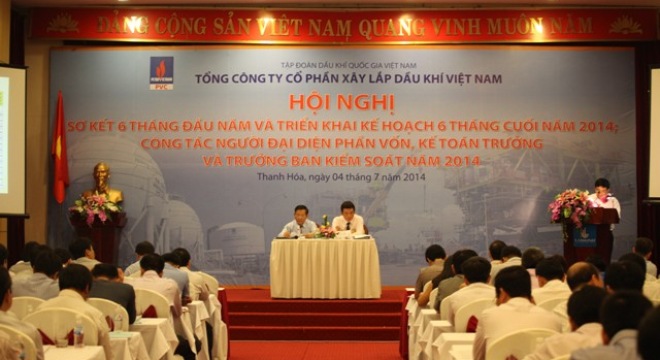 ĐẢNG CỘNG SẢN VIỆT NAM QUANG VINH MUÔN NĂM
TẬP ĐOÀN DẦU KHÍ QUỐC GIA VIỆT NAM
TỔNG CÔNG TY CỔ PHẦN XÂY LẮP DẦU KHÍ VIỆT NAM
PVC
HỘI NGHỊ
SƠ KẾT 6 THÁNG ĐẦU NĂM VÀ TRIỂN KHAI KẾ HOẠCH 6 THÁNG CUỐI NĂM 2014;
CÔNG TÁC NGƯỜI ĐẠI DIỆN PHẦN VỐN, KẾ TOÁN TRƯỞNG
VÀ TRƯỞNG BAN KIỂM SOÁT NĂM 2014
Thanh Hóa, ngày 04 tháng 7 năm 2014